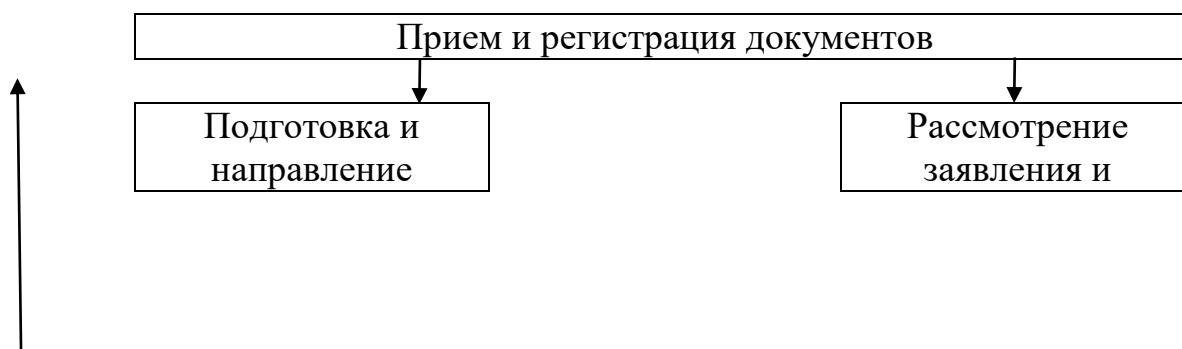 Прием и регистрация документов
Подготовка и
направление
Рассмотрение
заявления и